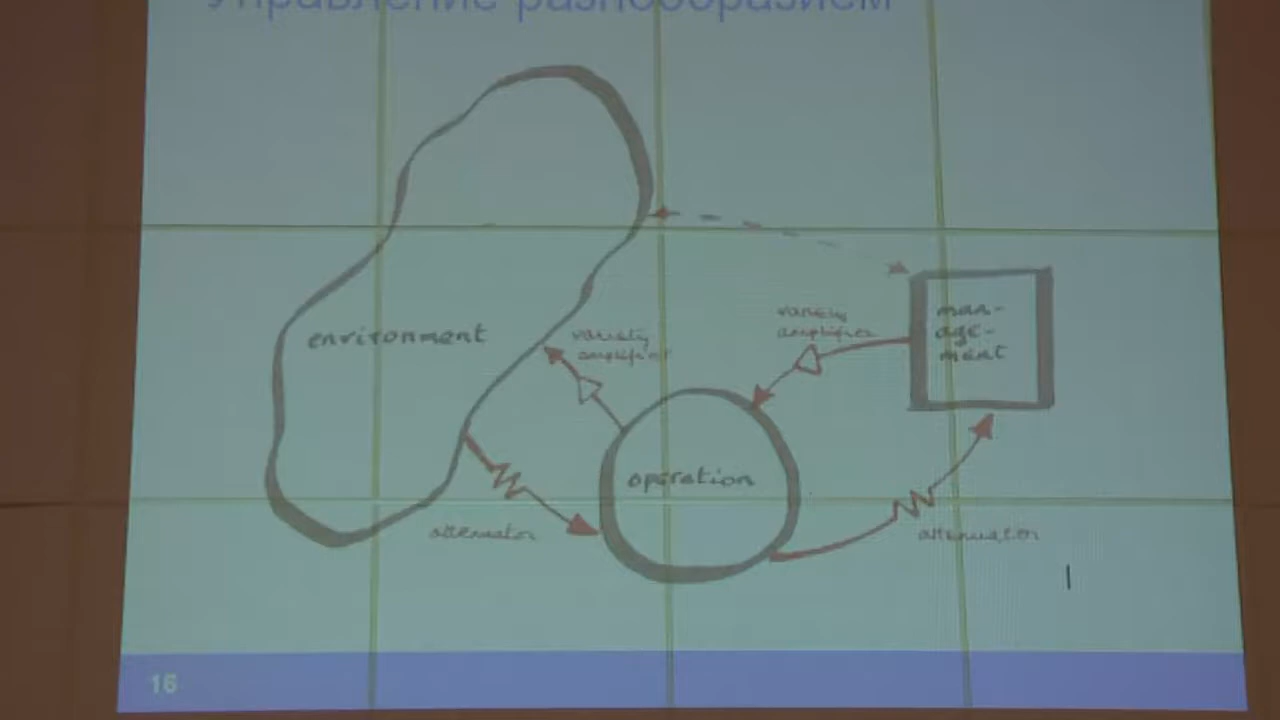 Управление разнообразием
environment
variety
amplifier
variety
amplifier
man-
age-
ment
operation
attenuator
attenuator
16